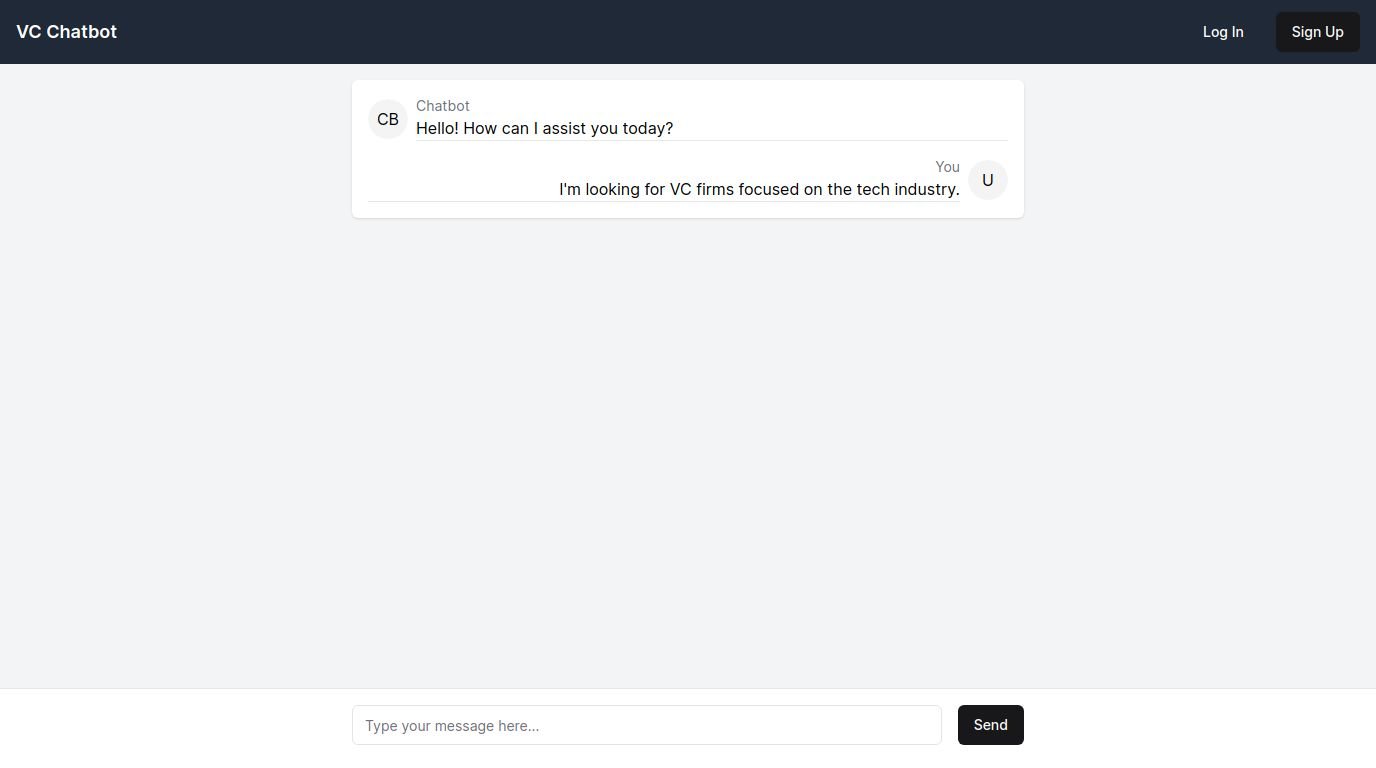 VC Chatbot
Log In
Sign Up
CB
Chatbot
Hello! How can I assist you today?
You
I'm looking for VC firms focused on the tech industry.
U
Type your message here...
Send